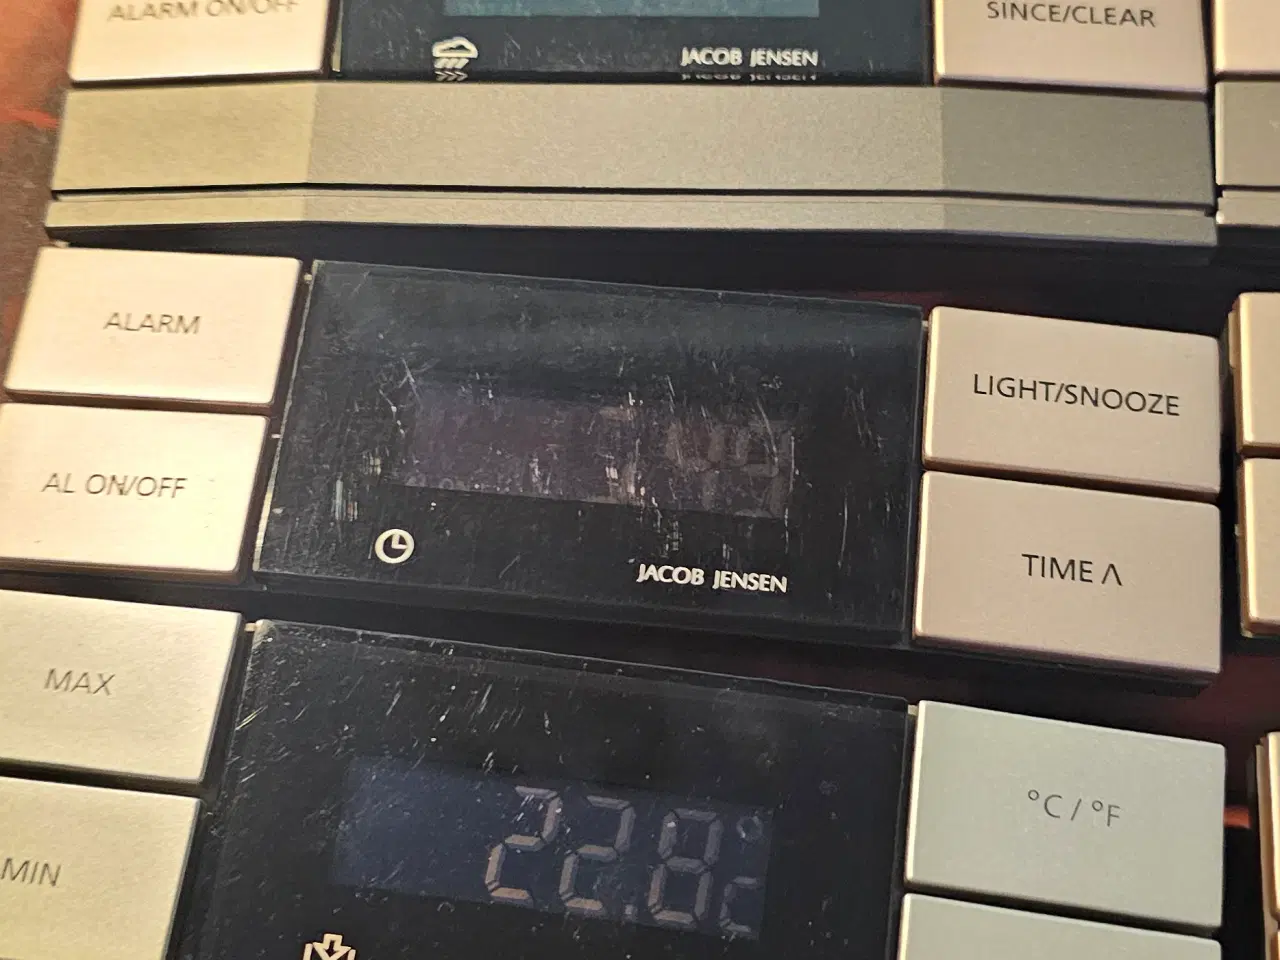 ALARM ON/OFF
JACOB JENSEN
SINCE/CLEAR
ALARM
LIGHT/SNOOZE
AL ON/OFF
TIME Λ
JACOB JENSEN
MAX
°C / °F
22.8°C
MIN